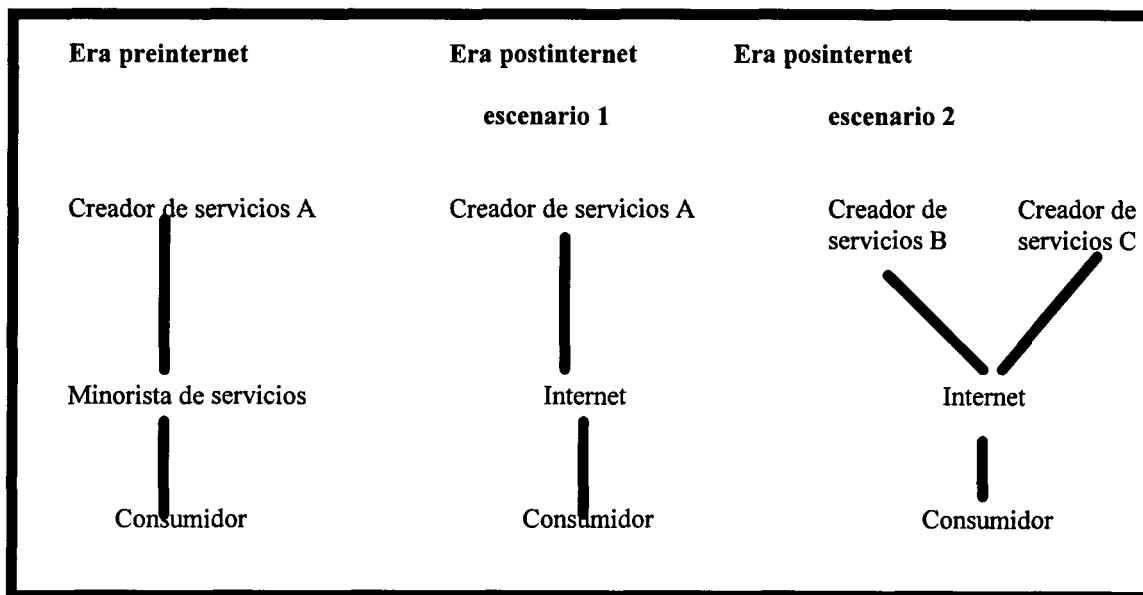 Era preinternet
Era postinternet
Era posinternet
escenario 1
escenario 2
Creador de servicios A
Creador de servicios A
Creador de
servicios B
Creador de
servicios C
Minorista de servicios
Internet
Internet
Consumidor
Consumidor
Consumidor